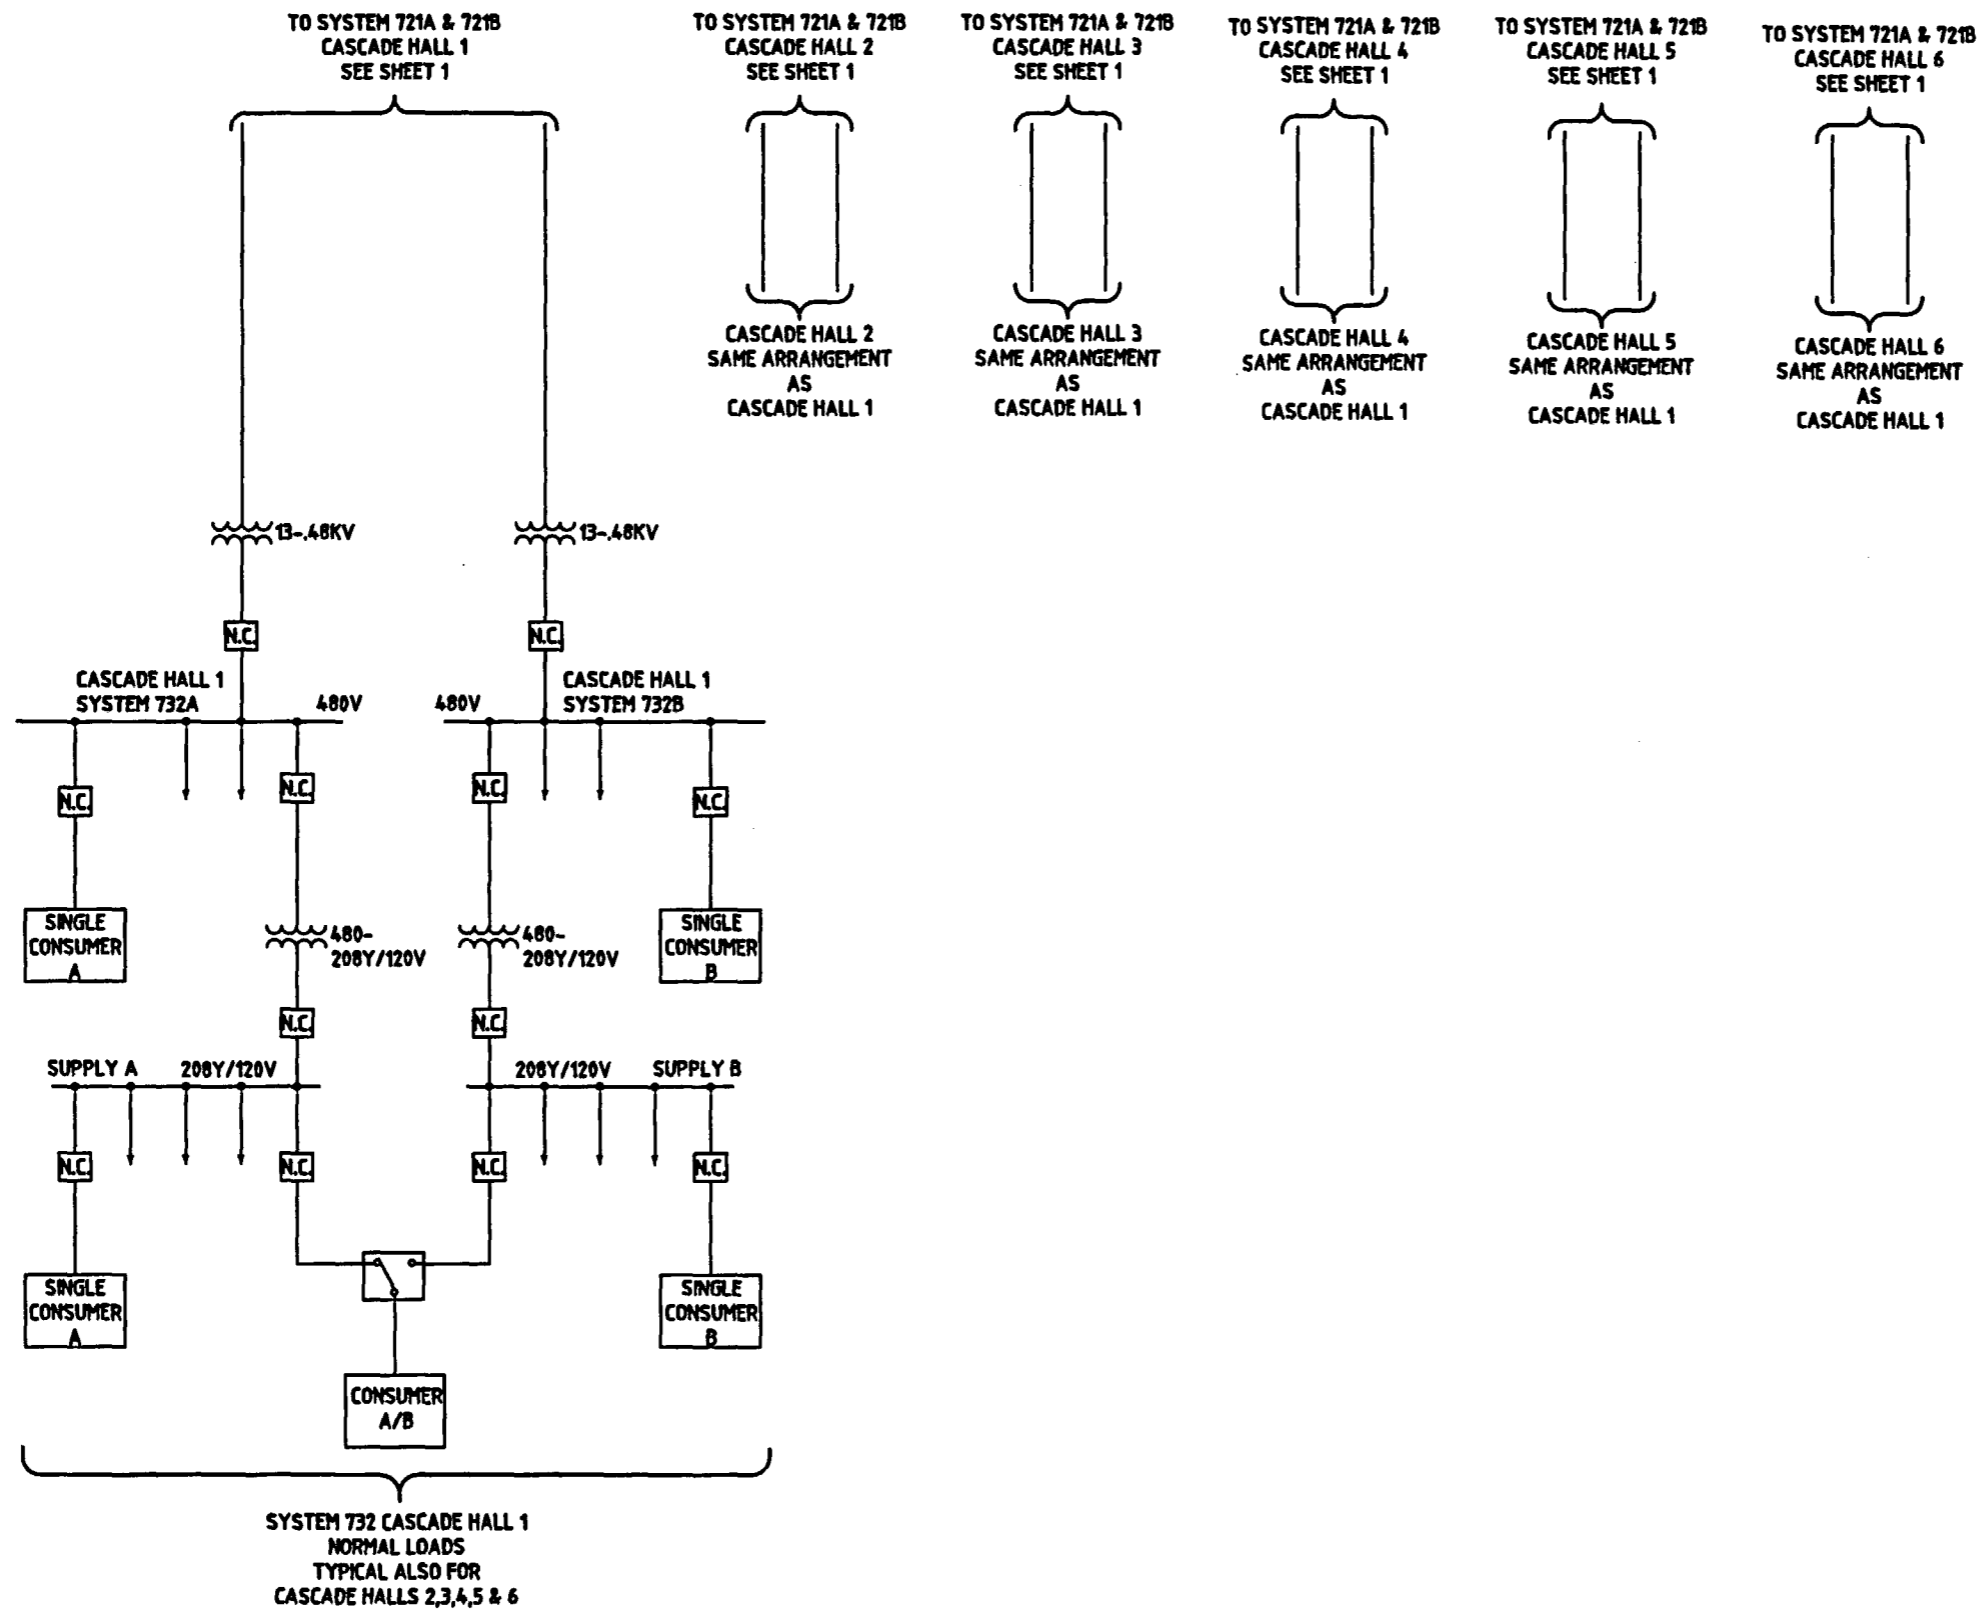 TO SYSTEM 721A & 721B
CASCADE HALL 1
SEE SHEET 1
TO SYSTEM 721A & 721B
CASCADE HALL 2
SEE SHEET 1
TO SYSTEM 721A & 721B
CASCADE HALL 3
SEE SHEET 1
TO SYSTEM 721A & 721B
CASCADE HALL 4
SEE SHEET 1
TO SYSTEM 721A & 721B
CASCADE HALL 5
SEE SHEET 1
TO SYSTEM 721A & 721B
CASCADE HALL 6
SEE SHEET 1
CASCADE HALL 2
SAME ARRANGEMENT
AS
CASCADE HALL 1
CASCADE HALL 3
SAME ARRANGEMENT
AS
CASCADE HALL 1
CASCADE HALL 4
SAME ARRANGEMENT
AS
CASCADE HALL 1
CASCADE HALL 5
SAME ARRANGEMENT
AS
CASCADE HALL 1
CASCADE HALL 6
SAME ARRANGEMENT
AS
CASCADE HALL 1
13-.48KV
13-.48KV
N.C.
N.C.
CASCADE HALL 1
SYSTEM 732A
480V
480V
CASCADE HALL 1
SYSTEM 732B
N.C.
N.C.
N.C.
N.C.
SINGLE
CONSUMER
A
480-
208Y/120V
480-
208Y/120V
SINGLE
CONSUMER
B
N.C.
N.C.
SUPPLY A
208Y/120V
208Y/120V
SUPPLY B
N.C.
N.C.
N.C.
N.C.
SINGLE
CONSUMER
A
SINGLE
CONSUMER
B
CONSUMER
A/B
SYSTEM 732 CASCADE HALL 1
NORMAL LOADS
TYPICAL ALSO FOR
CASCADE HALLS 2,3,4,5 & 6